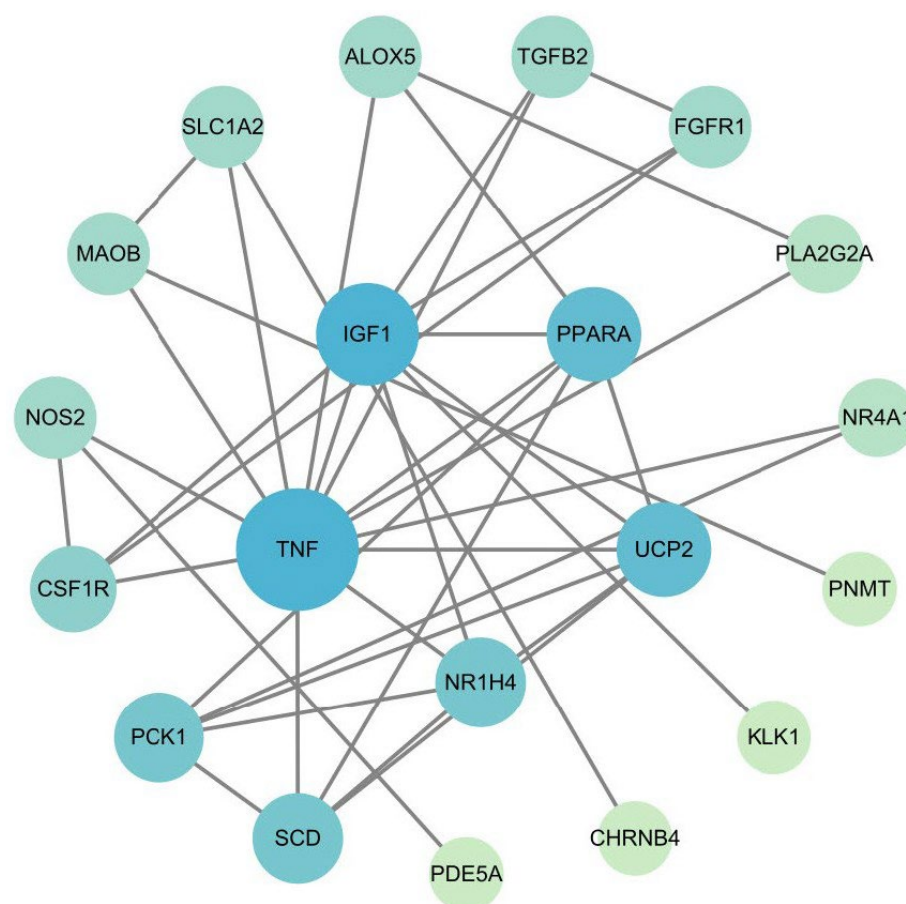 ALOX5
TGFB2
SLC1A2
FGFR1
MAOB
PLA2G2A
IGF1
PPARA
NOS2
NR4A1
TNF
UCP2
CSF1R
PNMT
NR1H4
PCK1
KLK1
SCD
CHRNB4
PDE5A